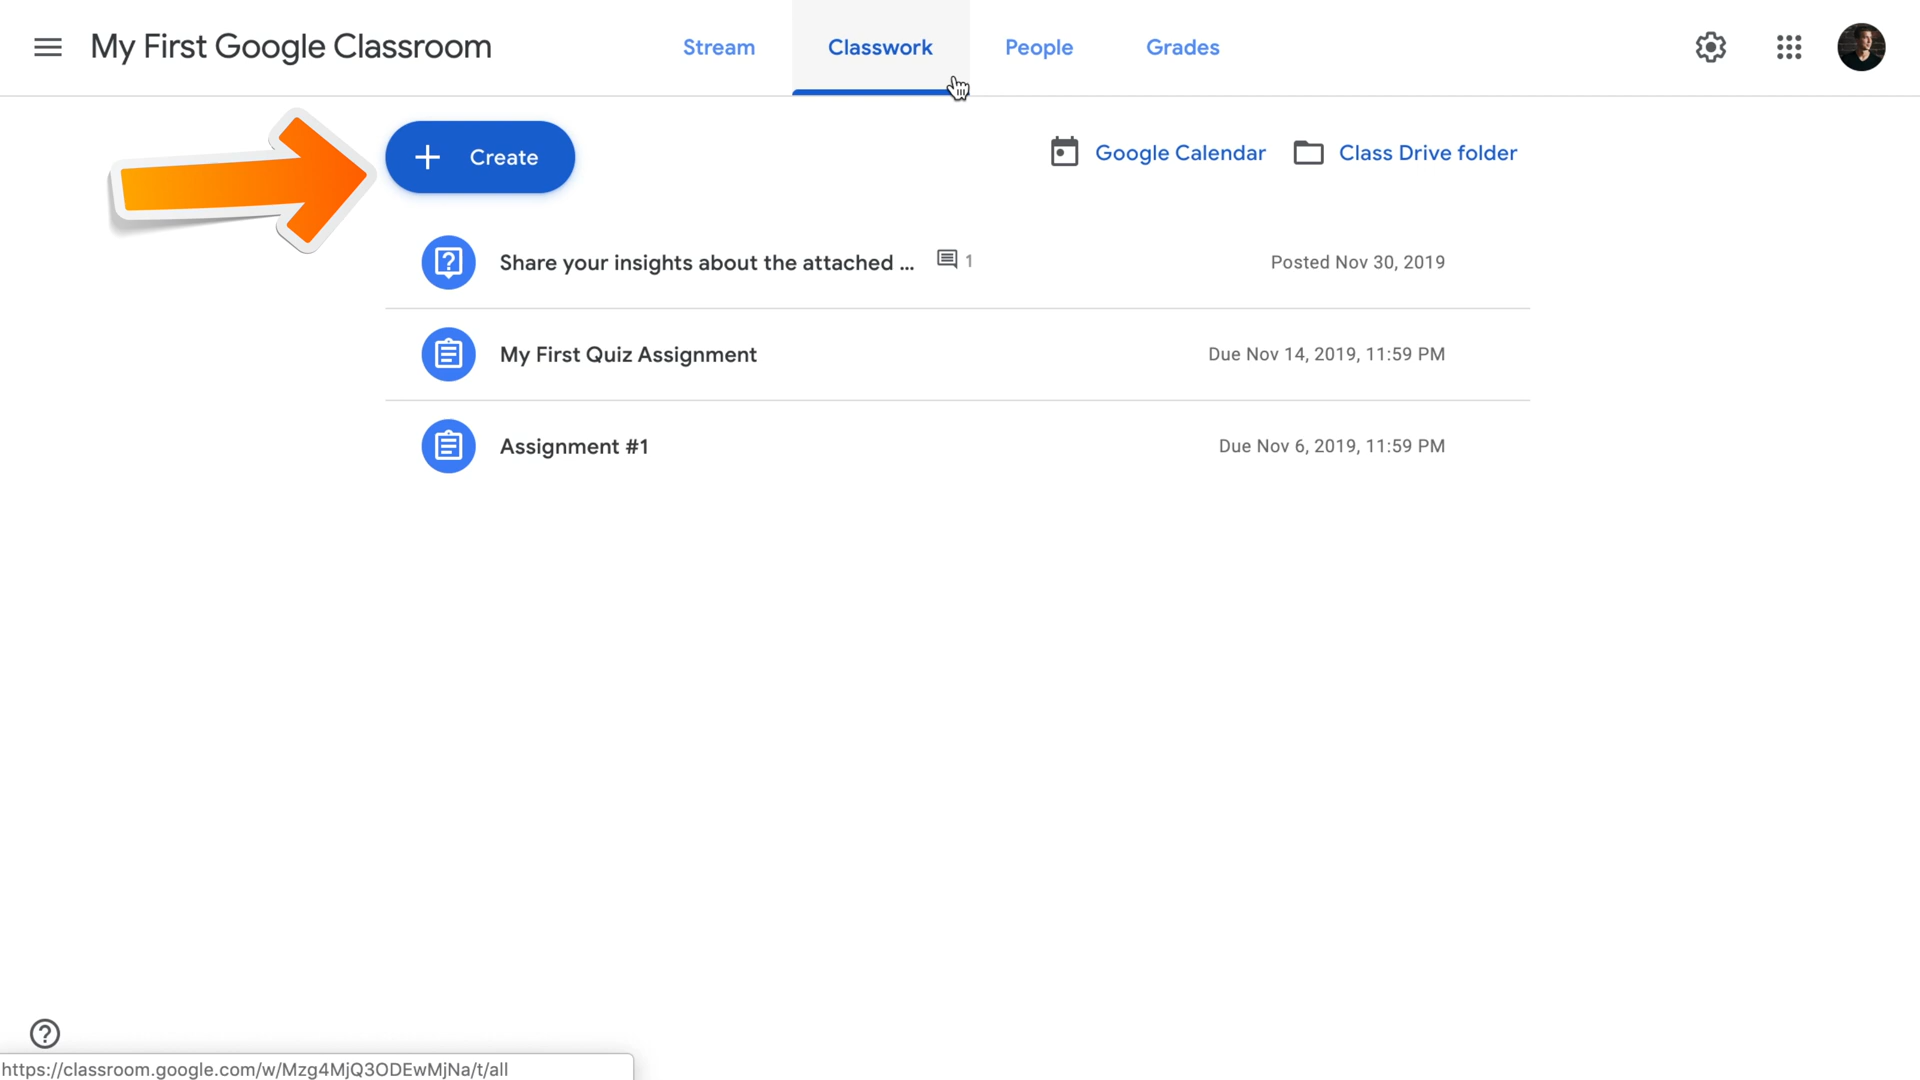 My First Google Classroom
Stream
Classwork
People
Grades
Create
Google Calendar
Class Drive folder
Share your insights about the attached ...
1
Posted Nov 30, 2019
My First Quiz Assignment
Due Nov 14, 2019, 11:59 PM
Assignment #1
Due Nov 6, 2019, 11:59 PM
https://classroom.google.com/w/Mzg4MjQ3ODEwMjNa/t/all